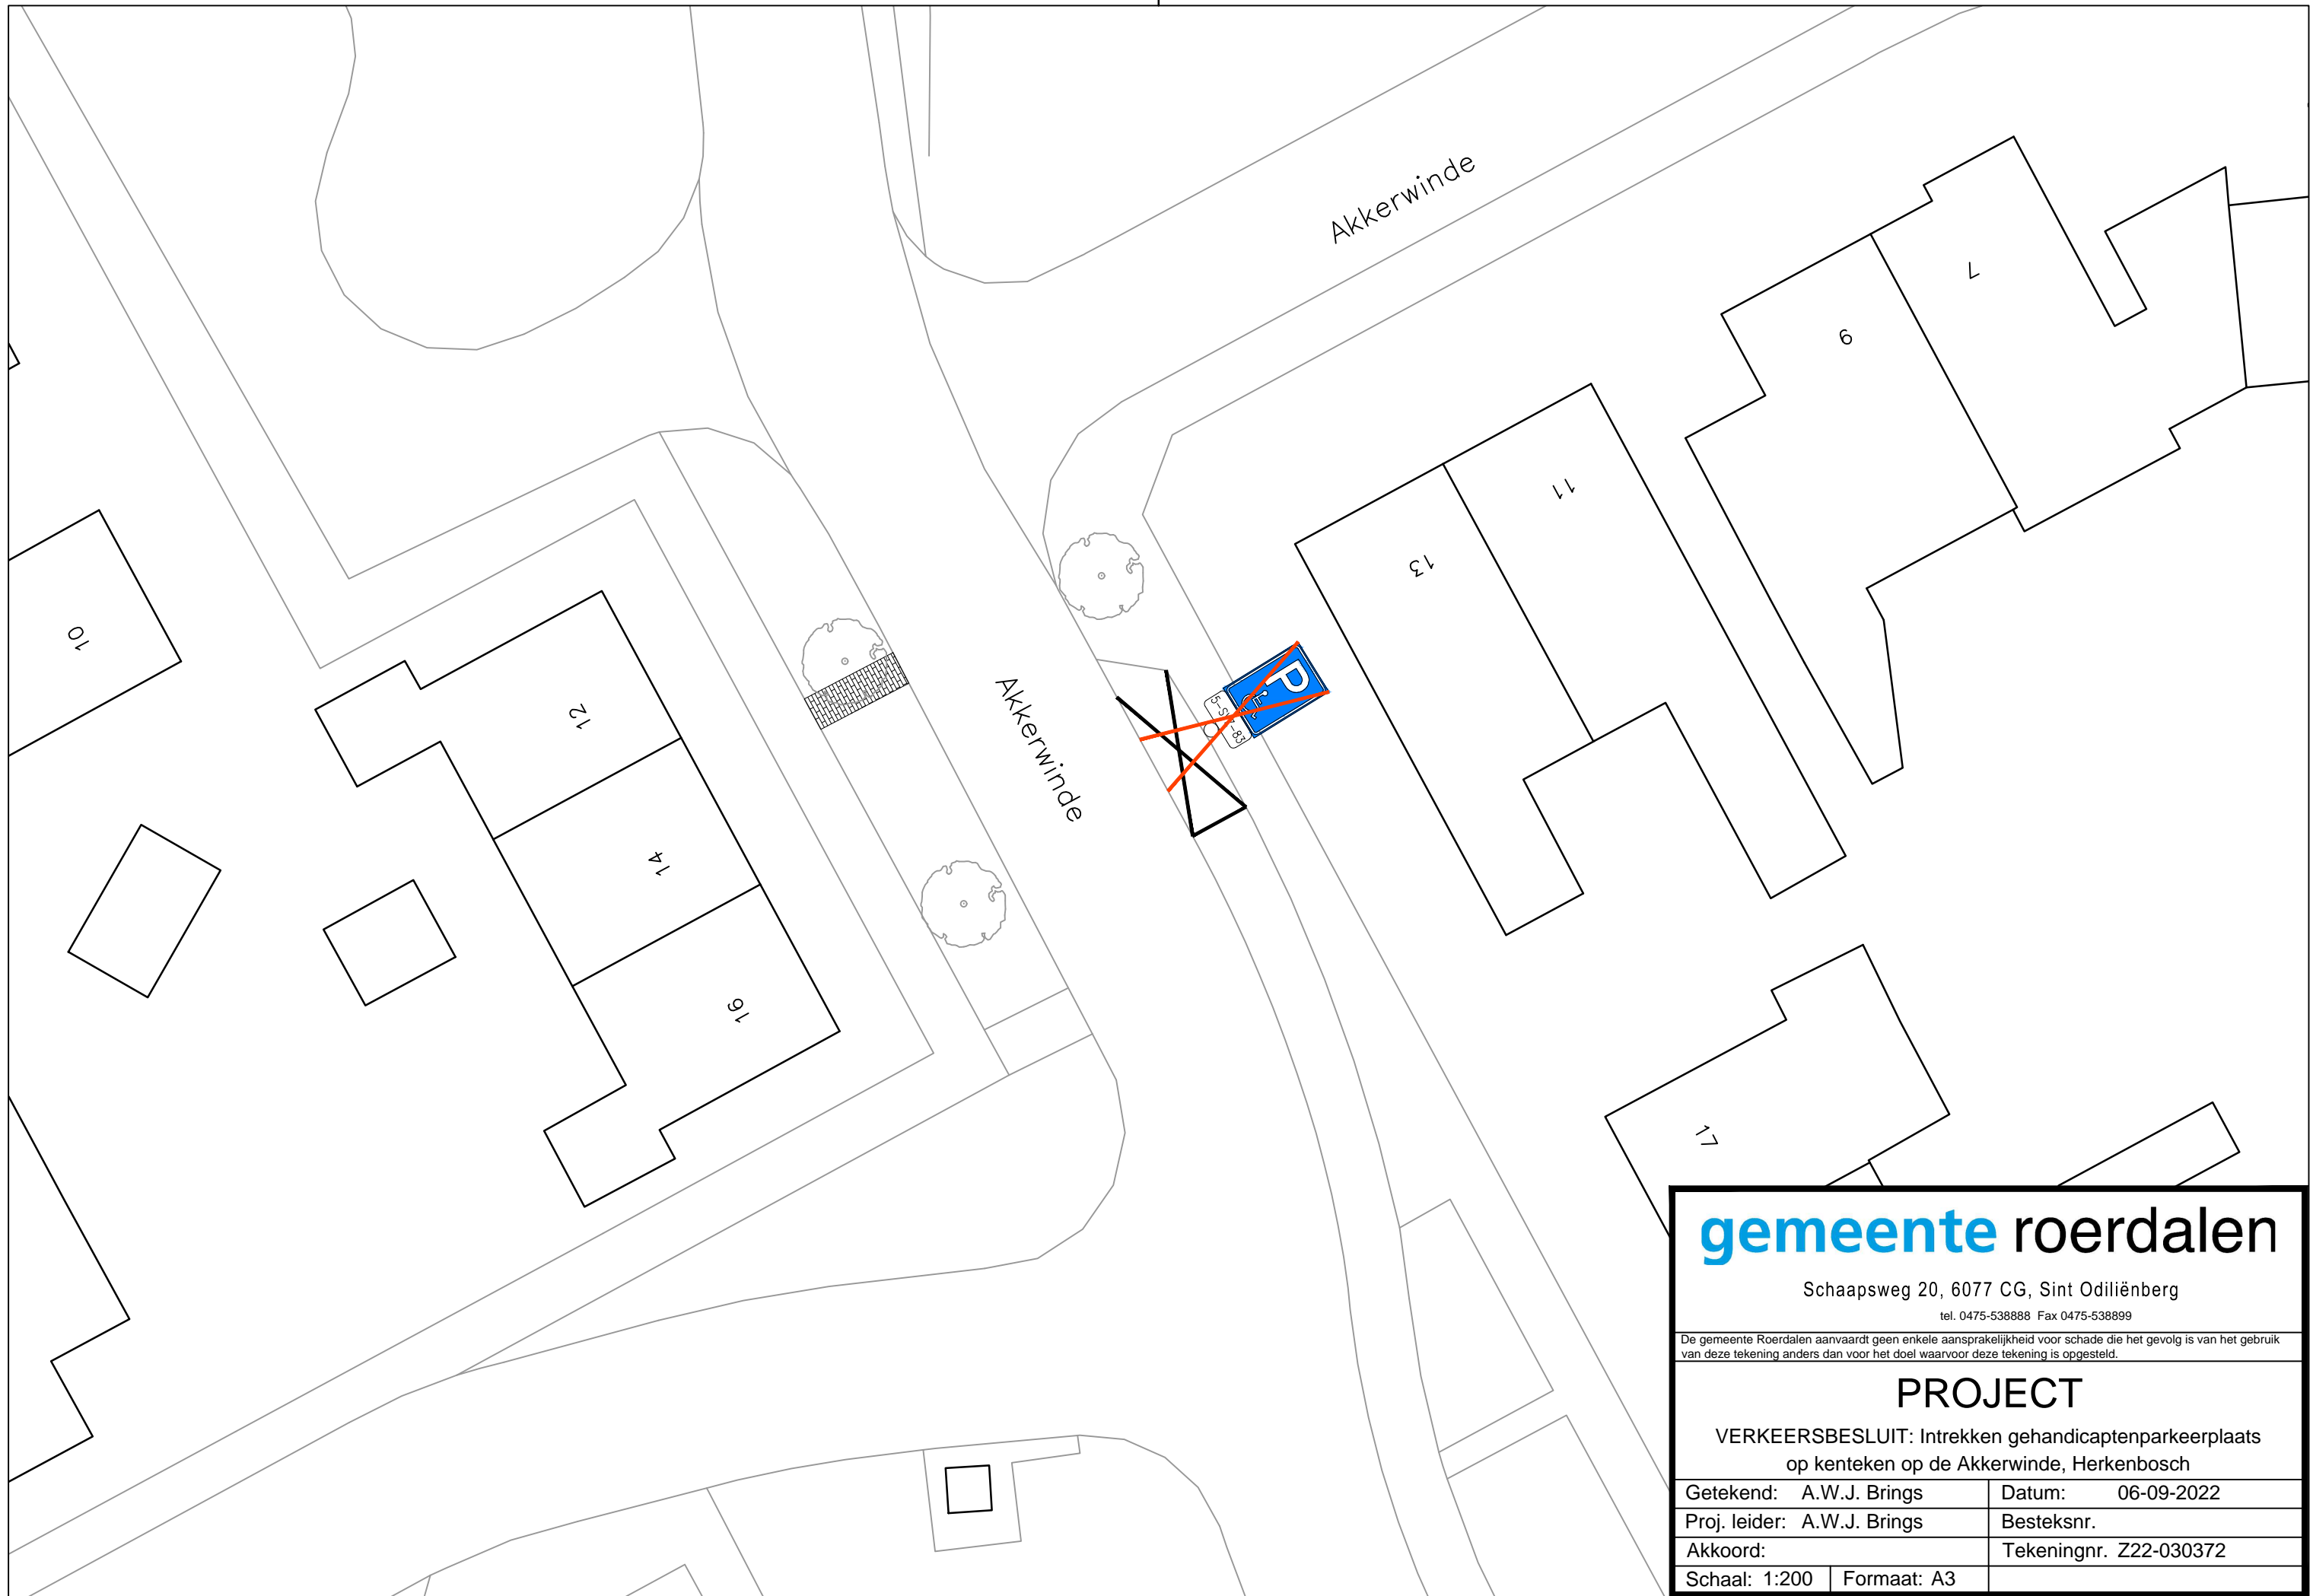 Akkerwinde
7
9
11
13
10
12
Akkerwinde
14
16
17
P
gemeente roerdalen
Schaapsweg 20, 6077 CG, Sint Odiliënberg
tel. 0475-538888 Fax 0475-538899
De gemeente Roerdalen aanvaardt geen enkele aansprakelijkheid voor schade die het gevolg is van het gebruik
van deze tekening anders dan voor het doel waarvoor deze tekening is opgesteld.
PROJECT
VERKEERSBESLUIT: Intrekken gehandicaptenparkeerplaats
op kenteken op de Akkerwinde, Herkenbosch
Getekend: A.W.J. Brings
Datum: 06-09-2022
Proj. leider: A.W.J. Brings
Besteksnr.
Akkoord:
Tekeningnr. Z22-030372
Schaal: 1:200
Formaat: A3